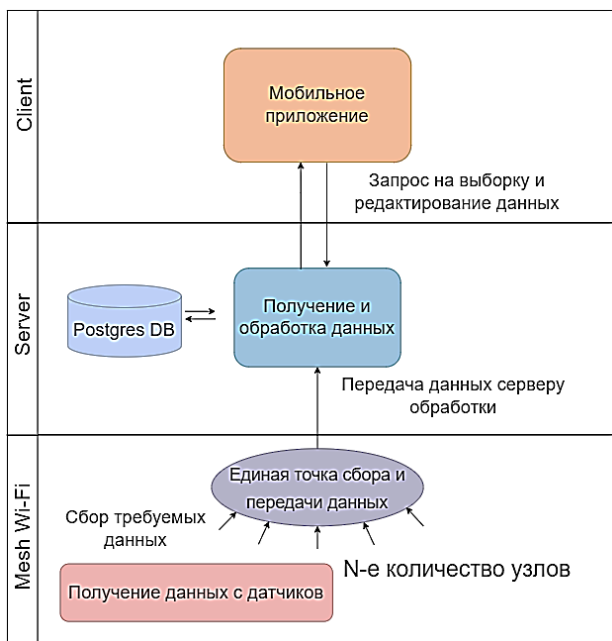 Client
Мобильное
приложение
Запрос на выборку и
редактирование данных
Server
Postgres DB
Получение и
обработка данных
Передача данных серверу
обработки
Mesh Wi-Fi
Единая точка сбора и
передачи данных
Сбор требуемых
данных
N-е количество узлов
Получение данных с датчиков